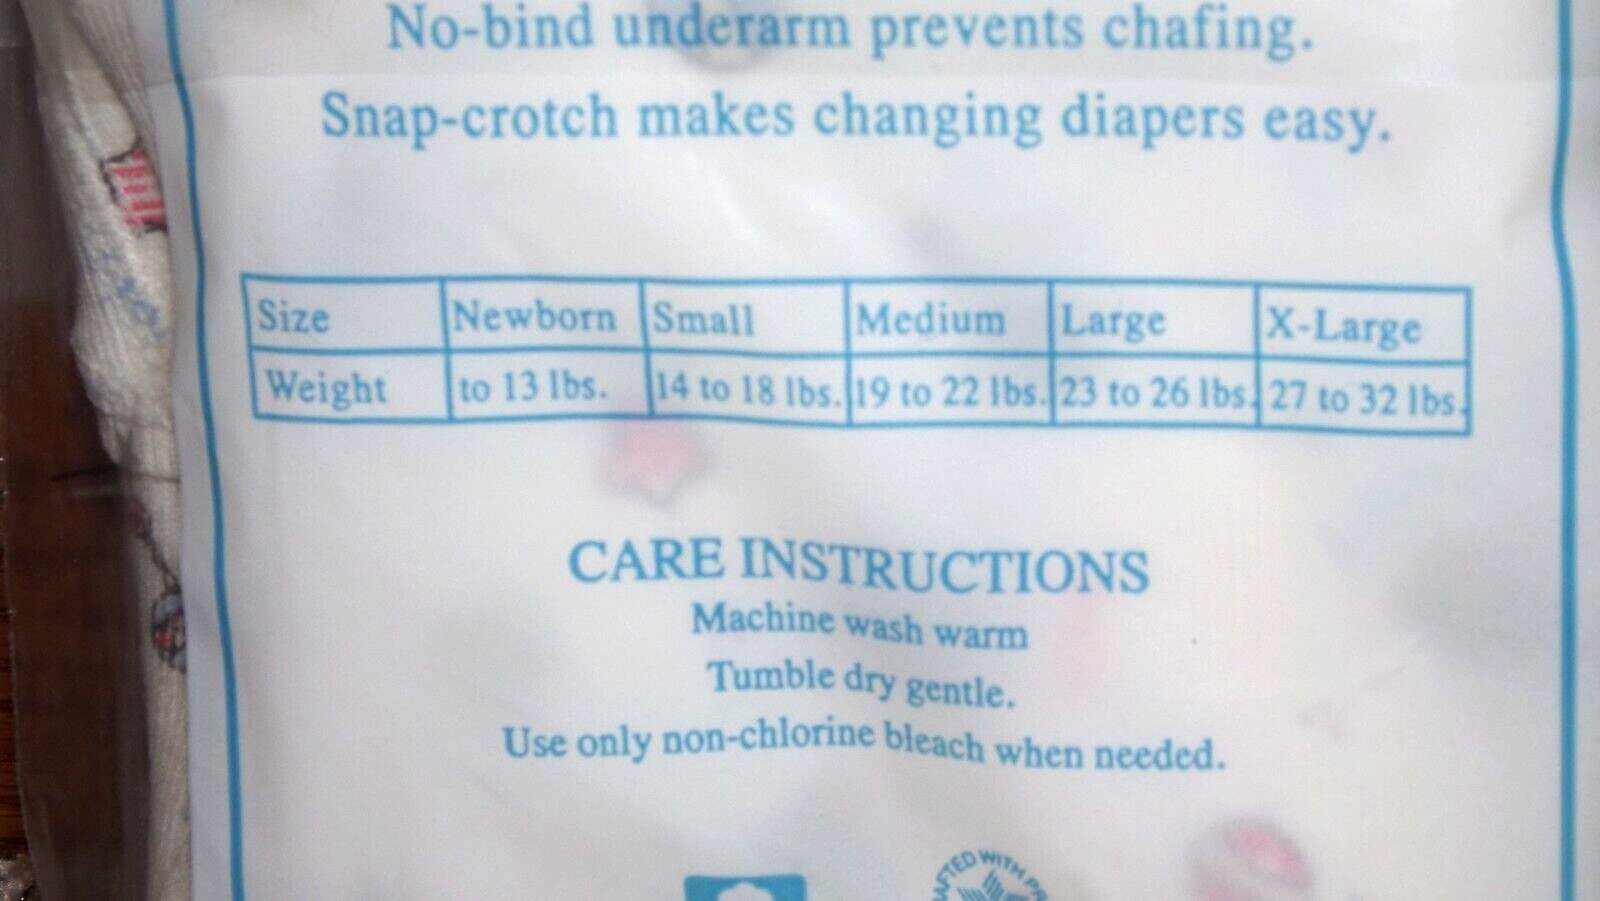 No-bind underarm prevents chafing.
Snap-crotch makes changing diapers easy.
Size Newborn Small Medium Large X-Large
Weight to 13 lbs. 14 to 18 lbs. 19 to 22 lbs. 23 to 26 lbs. 27 to 32 lbs.
CARE INSTRUCTIONS
Machine wash warm
Tumble dry gentle.
Use only non-chlorine bleach when needed.
WITH